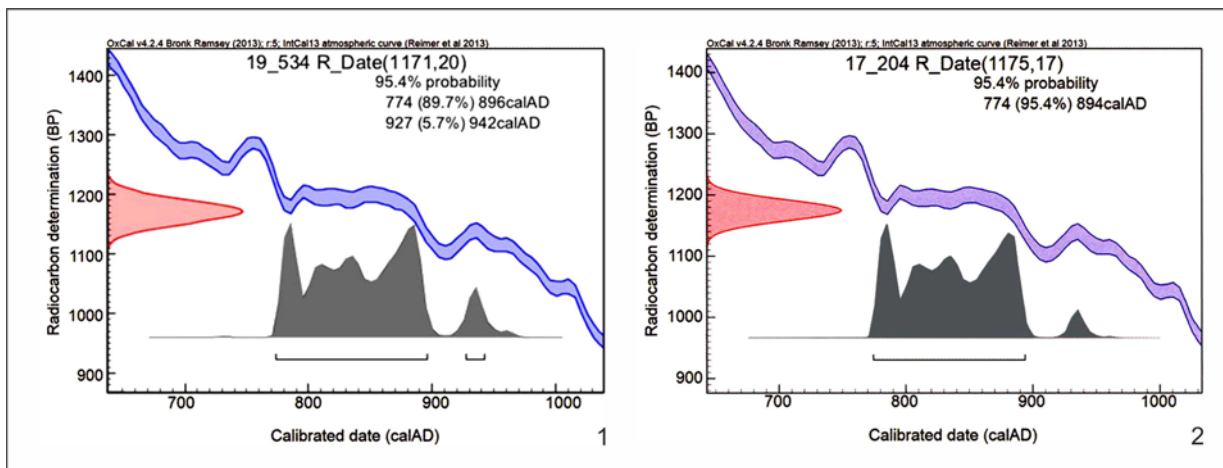 OxCal v4.2.4 Bronk Ramsey (2013); r:5; IntCal13 atmospheric curve (Reimer et al 2013)
19_534 R_Date(1171,20)
95.4% probability
774 (89.7%) 896calAD
927 (5.7%) 942calAD
Radiocarbon determination (BP)
1400
1300
1200
1100
1000
900
700 800 900 1000
Calibrated date (calAD)
1
OxCal v4.2.4 Bronk Ramsey (2013); r:5; IntCal13 atmospheric curve (Reimer et al 2013)
17_204 R_Date(1175,17)
95.4% probability
774 (95.4%) 894calAD
Radiocarbon determination (BP)
1400
1300
1200
1100
1000
900
700 800 900 1000
Calibrated date (calAD)
2